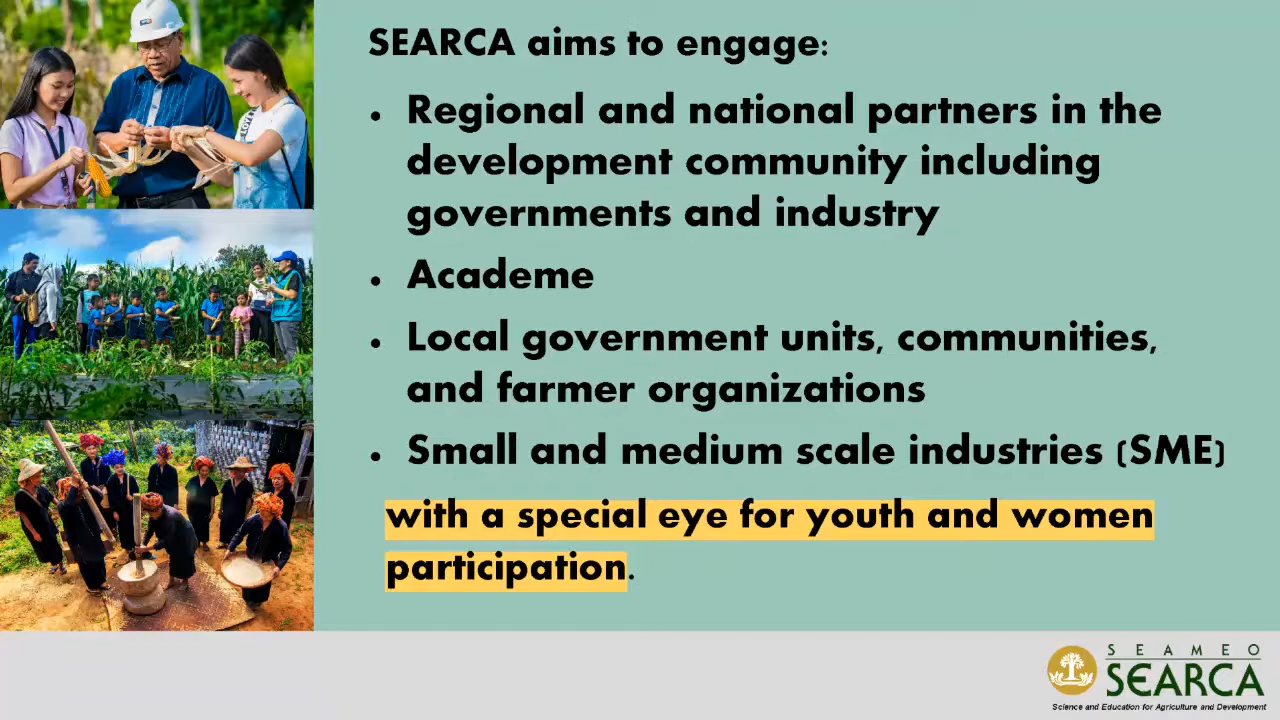 SEARCA aims to engage:
• Regional and national partners in the
development community including
governments and industry
• Academe
• Local government units, communities,
and farmer organizations
• Small and medium scale industries (SME)
with a special eye for youth and women
participation.
SEAMEO
SEARCA
Science and Education for Agriculture and Development